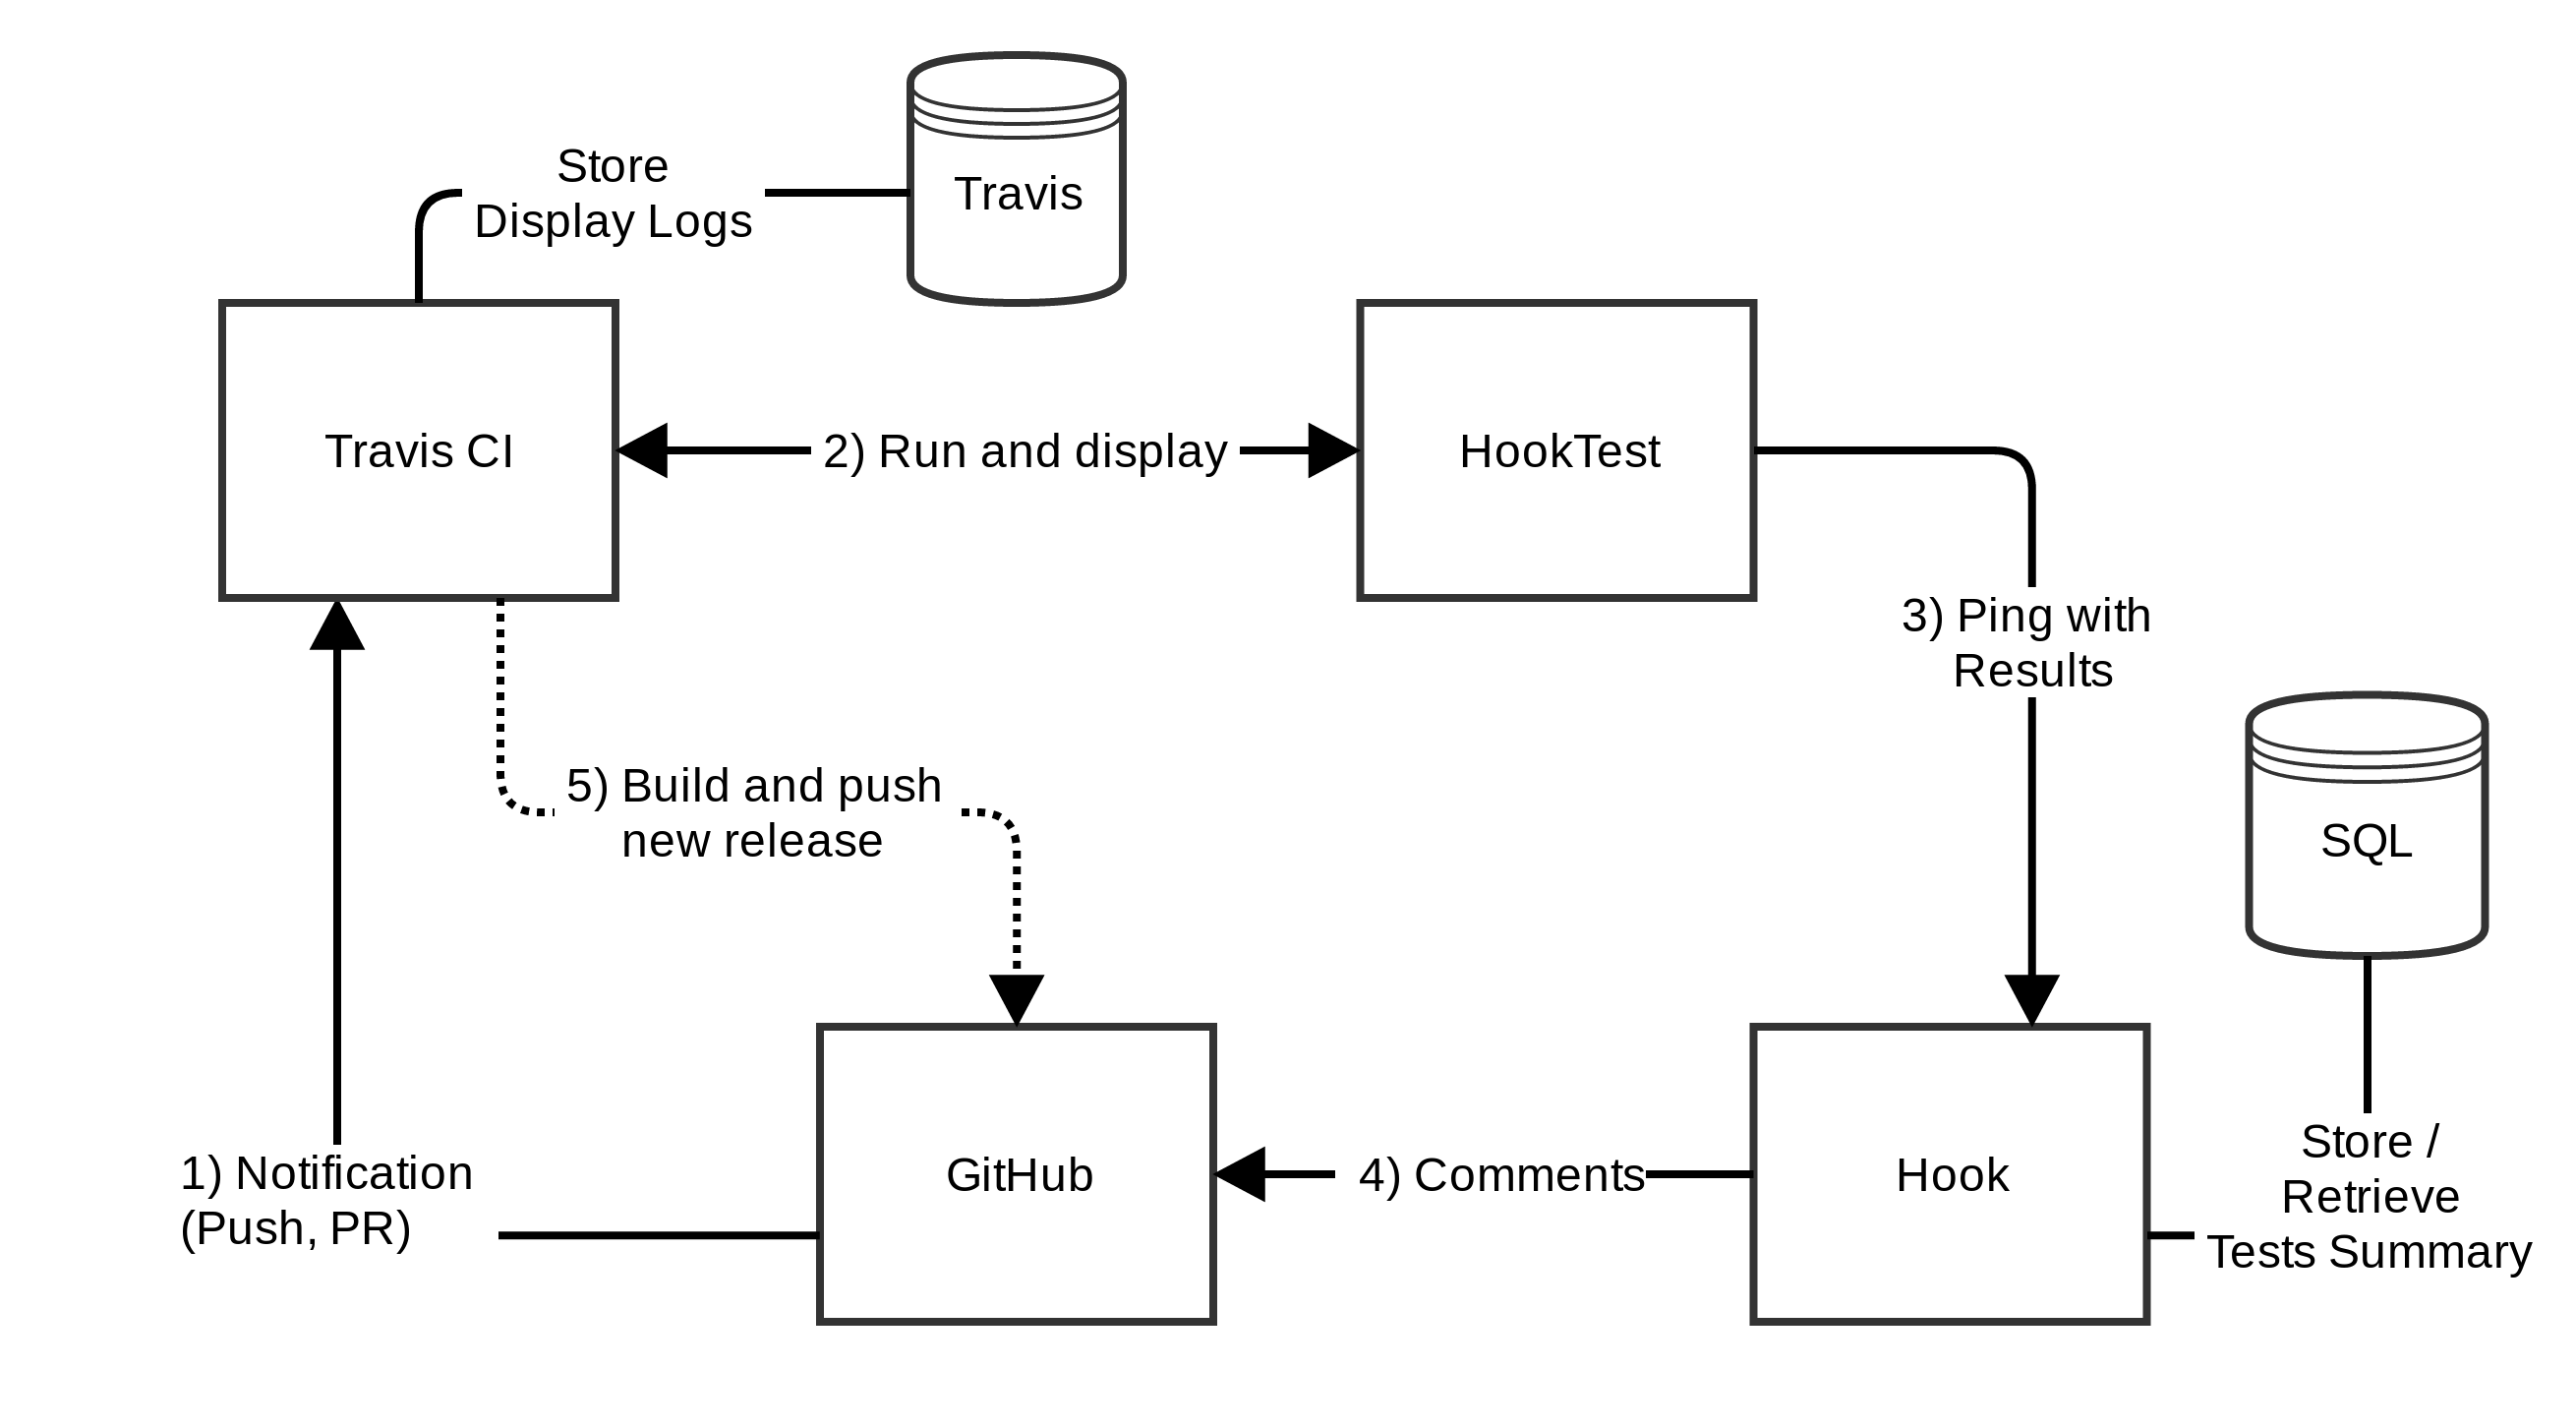 Store
Display Logs
Travis
Travis CI
2) Run and display
HookTest
3) Ping with
Results
5) Build and push
new release
SQL
1) Notification
(Push, PR)
GitHub
4) Comments
Hook
Store /
Retrieve
Tests Summary